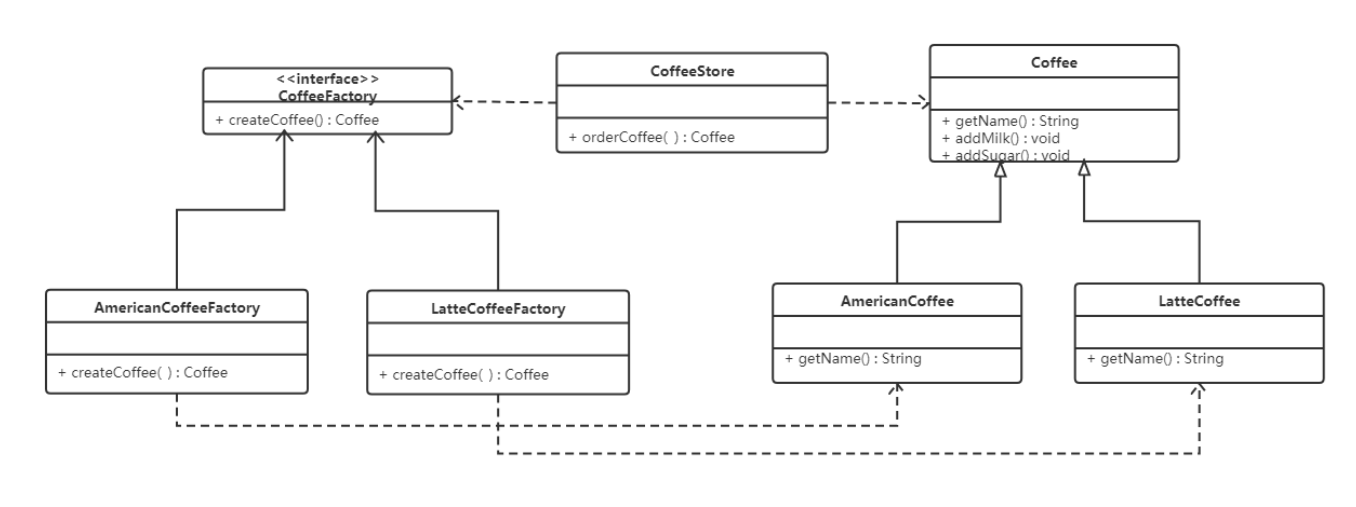 <<interface>>
CoffeeFactory
+ createCoffee() : Coffee
CoffeeStore
+ orderCoffee( ) : Coffee
Coffee
+ getName() : String
+ addMilk() : void
+ addSugar() : void
AmericanCoffeeFactory
+ createCoffee( ) : Coffee
LatteCoffeeFactory
+ createCoffee( ) : Coffee
AmericanCoffee
+ getName() : String
LatteCoffee
+ getName() : String